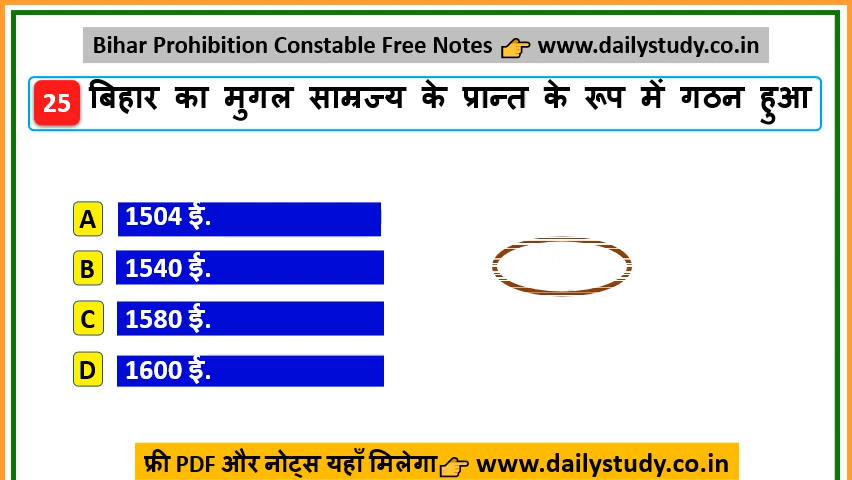 Bihar Prohibition Constable Free Notes 👉 www.dailystudy.co.in
25 बिहार का मुगल साम्रज्य के प्रान्त के रूप में गठन हुआ
A 1504 ई.
B 1540 ई.
C 1580 ई.
D 1600 ई.
फ्री PDF और नोट्स यहाँ मिलेगा👉 www.dailystudy.co.in